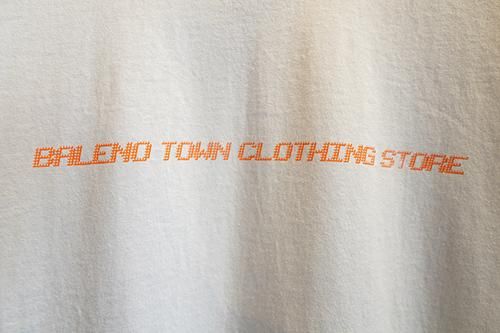 BALENO TOWN CLOTHING STORE